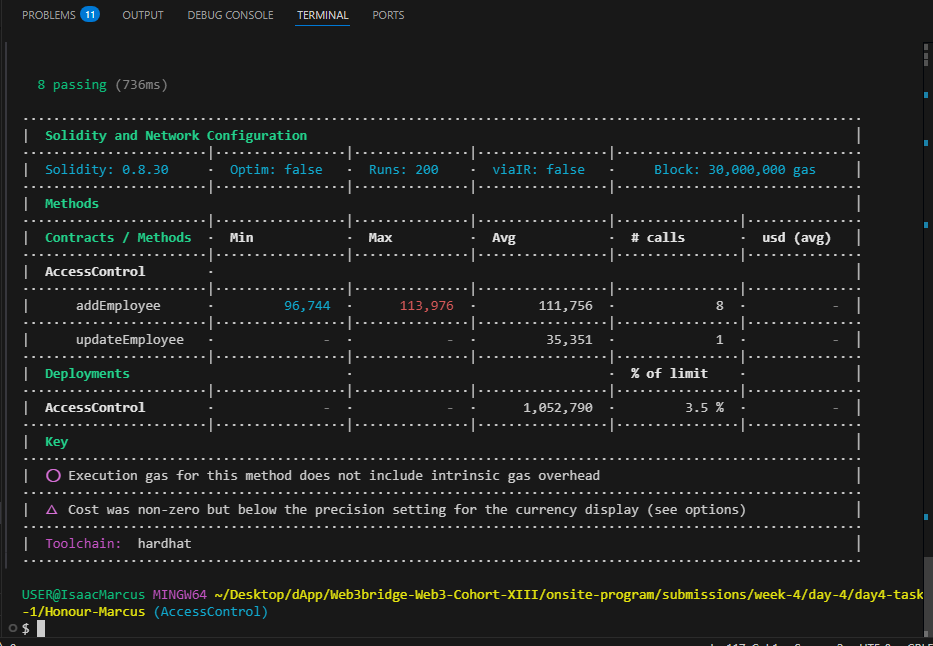 PROBLEMS 11 OUTPUT DEBUG CONSOLE TERMINAL PORTS
8 passing (736ms)
| Solidity and Network Configuration |
| Solidity: 0.8.30 · Optim: false · Runs: 200 · viaIR: false · Block: 30,000,000 gas |
| Methods |
| Contracts / Methods · Min · Max · Avg · # calls · usd (avg) |
| AccessControl · |
| addEmployee · 96,744 · 113,976 · 111,756 · 8 · - |
| updateEmployee · - · - · 35,351 · 1 · - |
| Deployments · · % of limit · |
| AccessControl · - · - · 1,052,790 · 3.5 % · - |
| Key |
| ◯ Execution gas for this method does not include intrinsic gas overhead |
| △ Cost was non-zero but below the precision setting for the currency display (see options) |
| Toolchain: hardhat |
USER@IsaacMarcus MINGW64 ~/Desktop/dApp/Web3bridge-Web3-Cohort-XIII/onsite-program/submissions/week-4/day-4/day4-task
-1/Honour-Marcus (AccessControl)
$